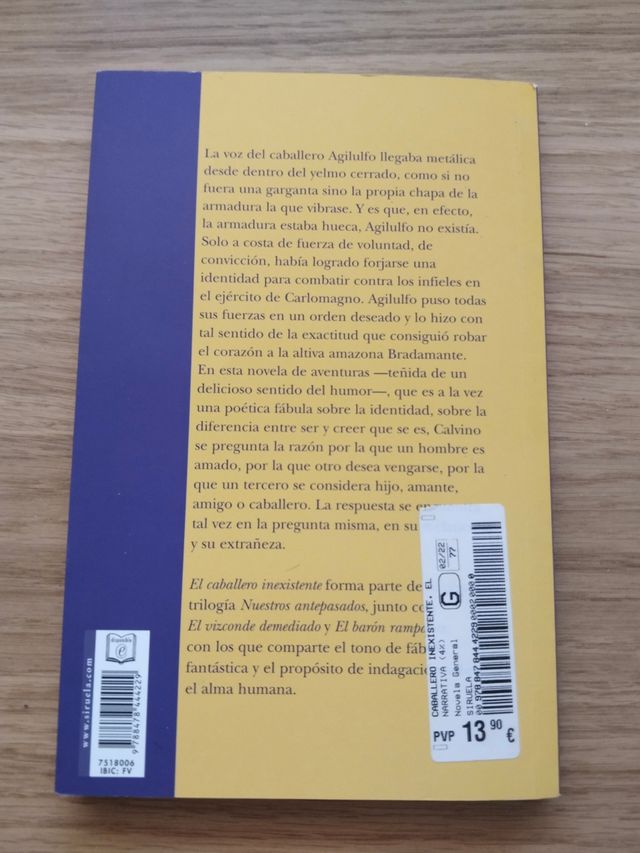 La voz del caballero Agilulfo llegaba metálica
desde dentro del yelmo cerrado, como si no
fuera una garganta sino la propia chapa de la
armadura la que vibrase. Y es que, en efecto,
la armadura estaba hueca, Agilulfo no existía.
Solo a costa de fuerza de voluntad, de
convicción, había logrado forjarse una
identidad para combatir contra los infieles en
el ejército de Carlomagno. Agilulfo puso todas
sus fuerzas en un orden deseado y lo hizo con
tal sentido de la exactitud que consiguió robar
el corazón a la altiva amazona Bradamante.
En esta novela de aventuras —teñida de un
delicioso sentido del humor—, que es a la vez
una poética fábula sobre la identidad, sobre la
diferencia entre ser y creer que se es, Calvino
se pregunta la razón por la que un hombre es
amado, por la que otro desea vengarse, por la
que un tercero se considera hijo, amante,
amigo o caballero. La respuesta se
tal vez en la pregunta misma, en su
y su extrañeza.
El caballero inexistente forma parte de
trilogía Nuestros antepasados, junto
El vizconde demediado y El barón
con los que comparte el tono de
fantástica y el propósito de
el alma humana.
www.siruela.com
disponible
e
9 788478 444229
7518006
IBIC: FV
CABALLERO INEXISTENTE, EL
NARRATIVA (4%)
Novela General
SIRUELA
00 978 847 844 4229 00020000
02/22
77
G
PVP 13,90 €